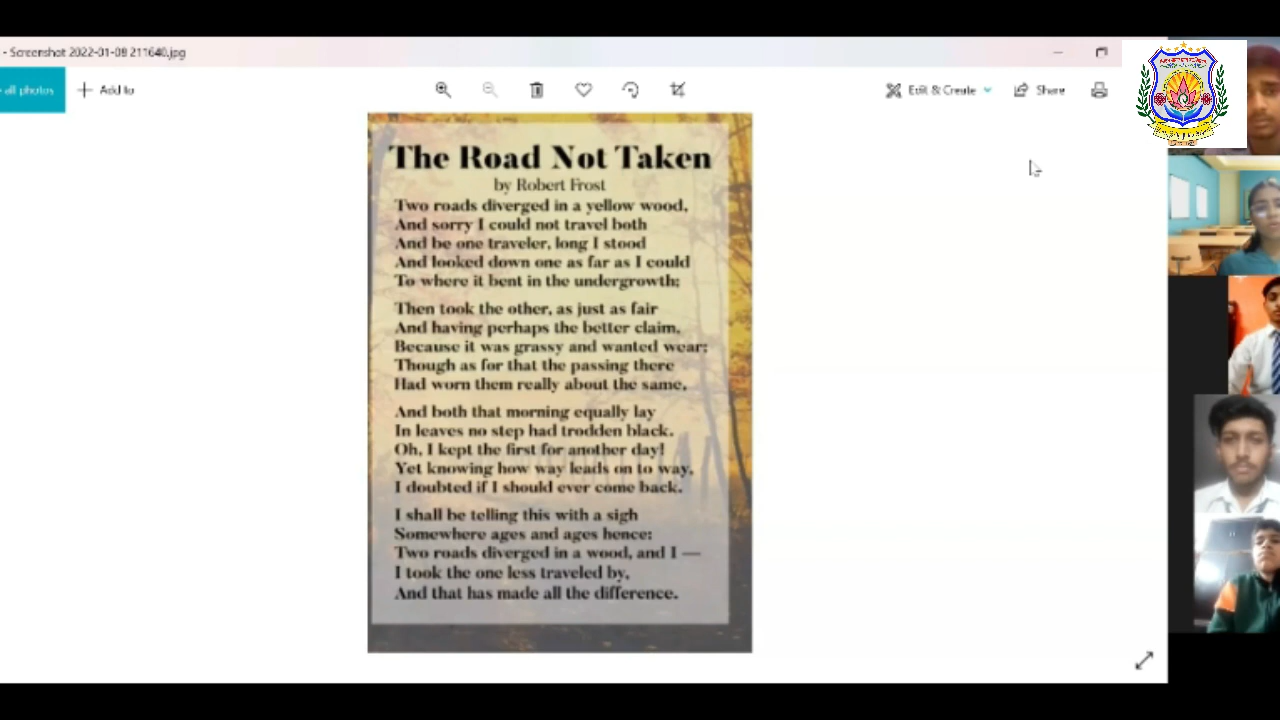 - Screenshot 2022-01-08 211640.jpg
all photos
Add to
Edit & Create
Share
The Road Not Taken
by Robert Frost
Two roads diverged in a yellow wood,
And sorry I could not travel both
And be one traveler, long I stood
And looked down one as far as I could
To where it bent in the undergrowth;
Then took the other, as just as fair
And having perhaps the better claim,
Because it was grassy and wanted wear;
Though as for that the passing there
Had worn them really about the same,
And both that morning equally lay
In leaves no step had trodden black.
Oh, I kept the first for another day!
Yet knowing how way leads on to way,
I doubted if I should ever come back.
I shall be telling this with a sigh
Somewhere ages and ages hence:
Two roads diverged in a wood, and I —
I took the one less traveled by,
And that has made all the difference.